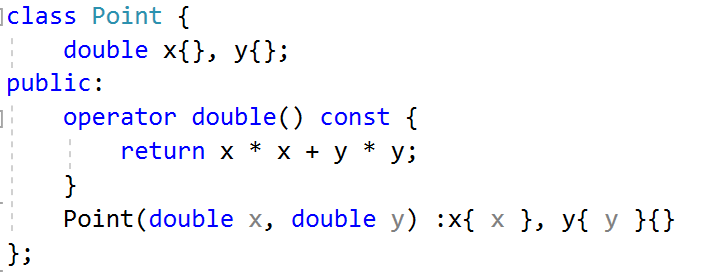 class Point {
    double x{}, y{};
public:
    operator double() const {
        return x * x + y * y;
    }
    Point(double x, double y) :x{ x }, y{ y }{}
};